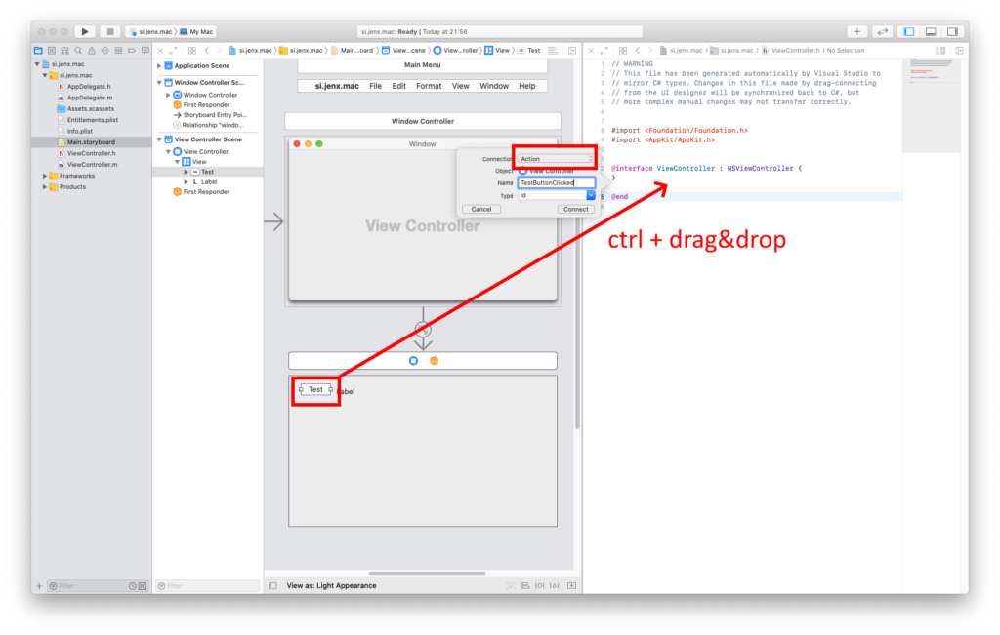 si.jenx.mac 〉 My Mac
si.jenx.mac: Ready | Today at 21:56
si.jenx.mac
si.jenx.mac
AppDelegate.h
AppDelegate.m
Assets.xcassets
Entitlements.plist
Info.plist
Main.storyboard
ViewController.h
ViewController.m
Frameworks
Products
Filter
Application Scene
Window Controller Sc...
Window Controller
First Responder
Storyboard Entry Poi...
Relationship "windo...
View Controller Scene
View Controller
View
Test
L Label
First Responder
Filter
si.jenx.mac 〉 si.jenx.mac 〉 Main...oard 〉 View...cene 〉 View...roller 〉 View 〉 Test
Main Menu
si.jenx.mac File Edit Format View Window Help
Window Controller
Window
View Controller
Connection Action
Object View Controller
Name TestButtonClicked
Type id
Cancel Connect
Test Label
View as: Light Appearance
si.jenx.mac 〉 si.jenx.mac 〉 h ViewController.h 〉 No Selection
1 // WARNING
2 // This file has been generated automatically by Visual Studio to
3 // mirror C# types. Changes in this file made by drag-connecting
4 // from the UI designer will be synchronized back to C#, but
5 // more complex manual changes may not transfer correctly.
6
7
8 #import <Foundation/Foundation.h>
9 #import <AppKit/AppKit.h>
10
@interface ViewController : NSViewController {
}
@end
ctrl + drag&drop